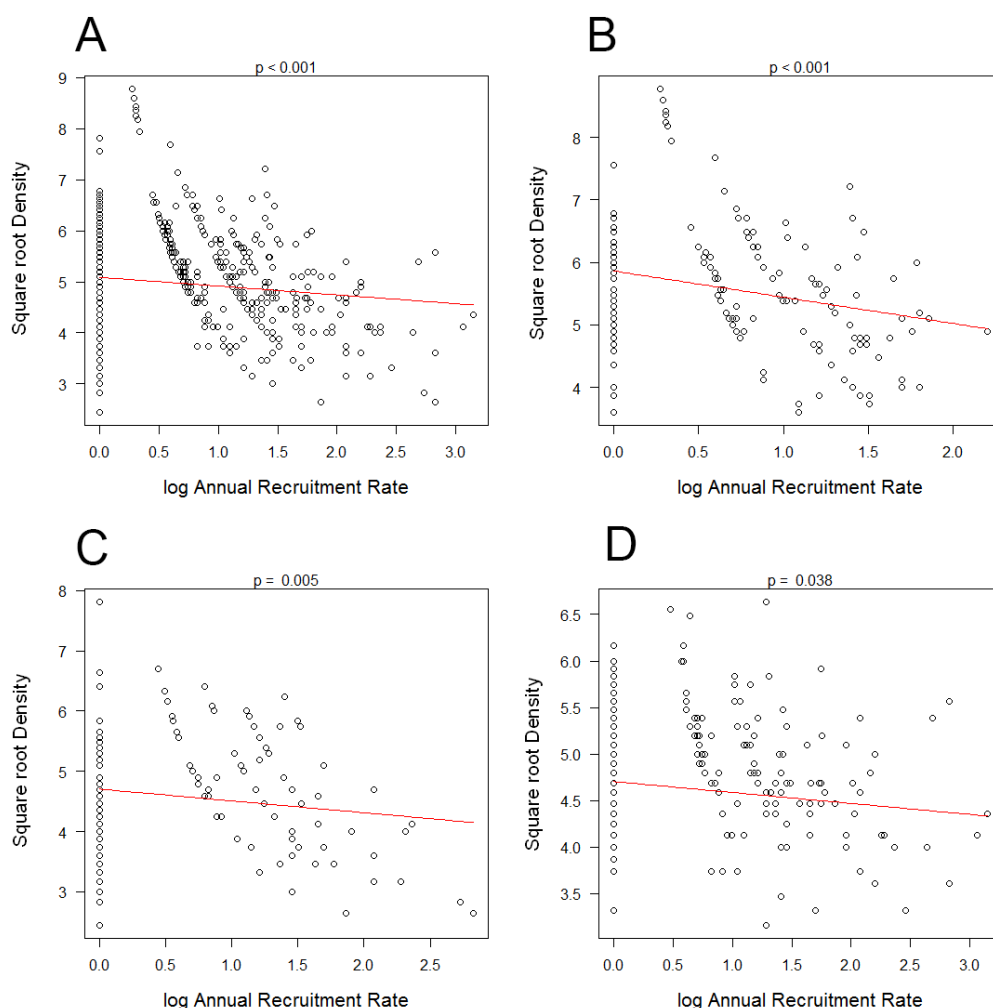 A
p < 0.001
9
8
7
6
5
4
3
Square root Density
0.0 0.5 1.0 1.5 2.0 2.5 3.0
log Annual Recruitment Rate
B
p < 0.001
8
7
6
5
4
Square root Density
0.0 0.5 1.0 1.5 2.0
log Annual Recruitment Rate
C
p = 0.005
8
7
6
5
4
3
Square root Density
0.0 0.5 1.0 1.5 2.0 2.5
log Annual Recruitment Rate
D
p = 0.038
6.5
6.0
5.5
5.0
4.5
4.0
3.5
Square root Density
0.0 0.5 1.0 1.5 2.0 2.5 3.0
log Annual Recruitment Rate